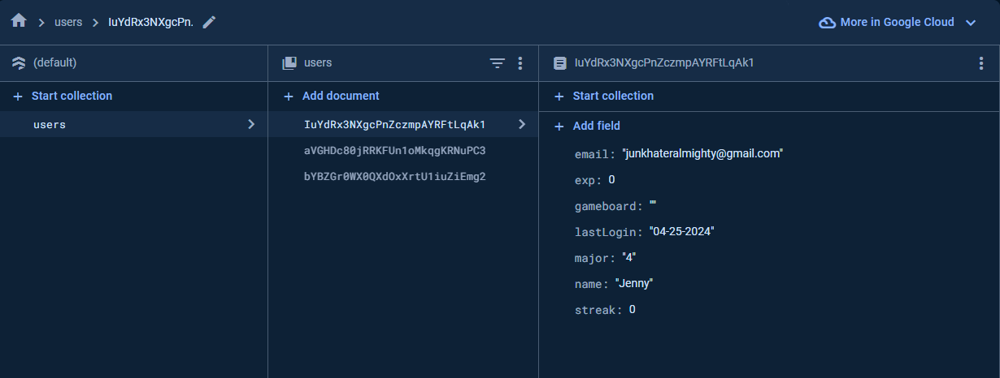 users
IuYdRx3NXgcPn.
More in Google Cloud
(default)
users
IuYdRx3NXgcPnZczmpAYRFtLqAk1
Start collection
Add document
Start collection
users
IuYdRx3NXgcPnZczmpAYRFtLqAk1
aVGHDc80jRRKFUn1oMkqgKRNuPC3
bYBZGr0WX0QXdOxXrtU1iuZiEmg2
Add field
email: "junkhateralmighty@gmail.com"
exp: 0
gameboard: ""
lastLogin: "04-25-2024"
major: "4"
name: "Jenny"
streak: 0